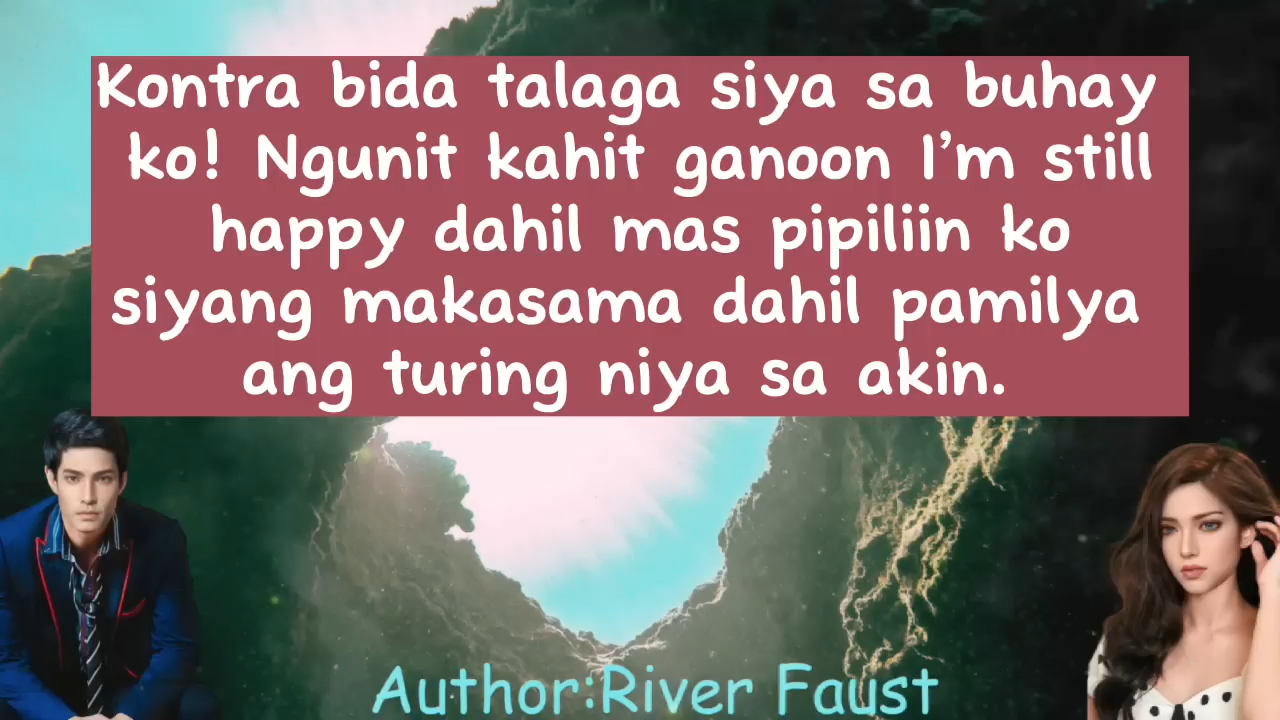 Kontra bida talaga siya sa buhay
ko! Ngunit kahit ganoon I’m still
happy dahil mas pipiliin ko
siyang makasama dahil pamilya
ang turing niya sa akin.
Author:River Faust